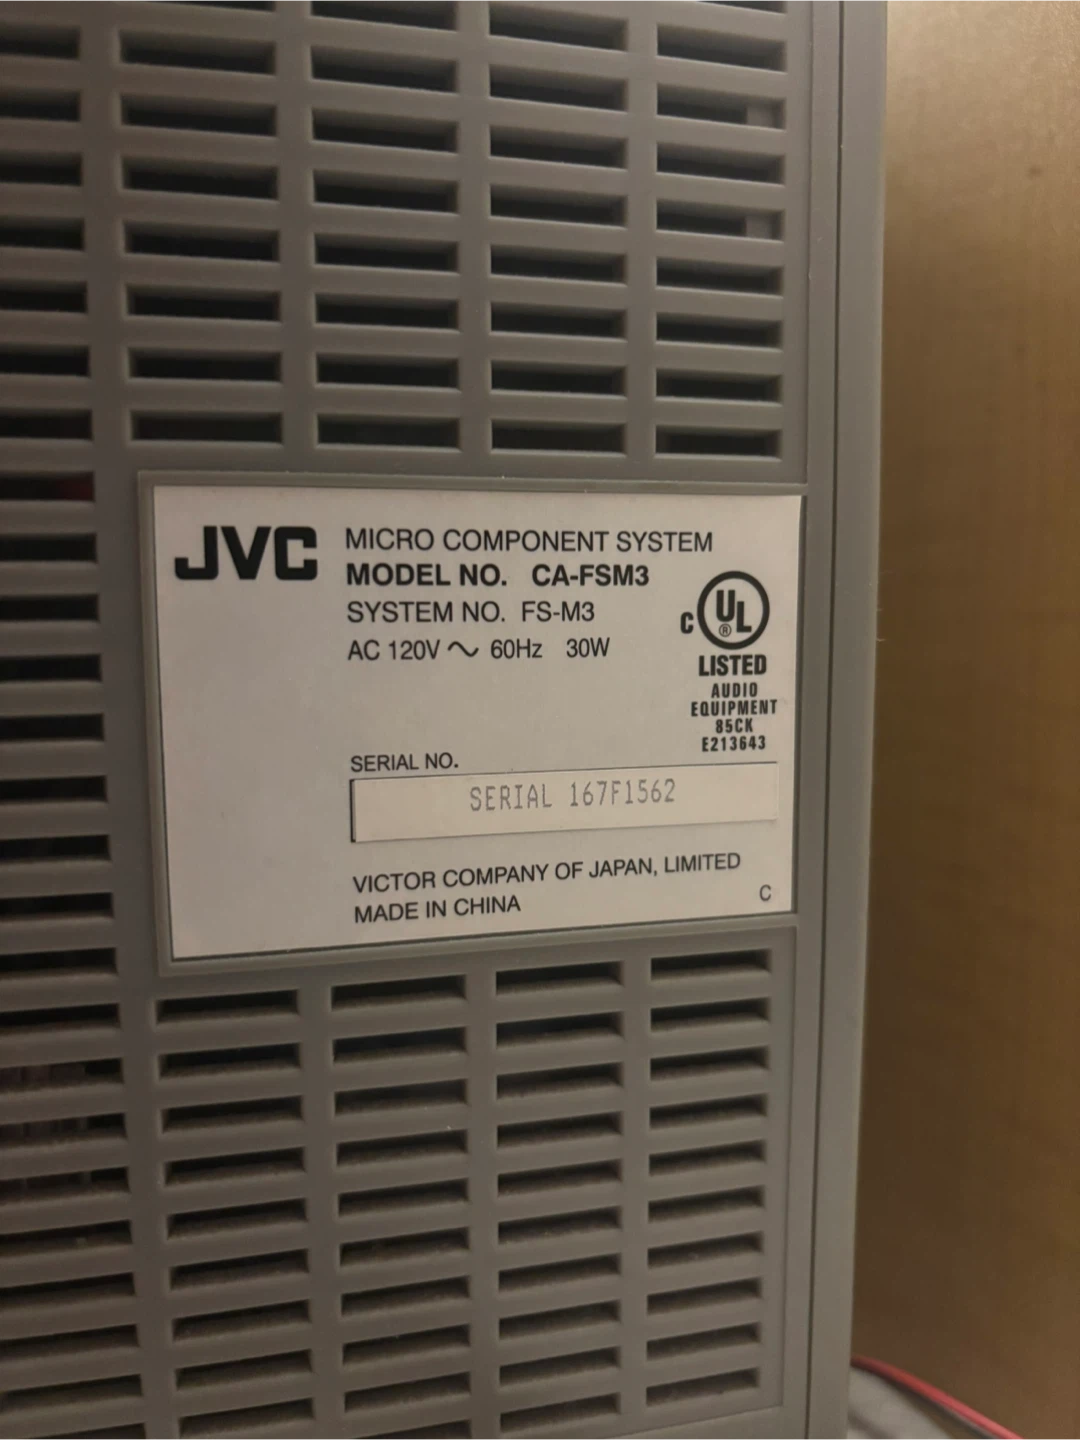 JVC
MICRO COMPONENT SYSTEM
MODEL NO. CA-FSM3
SYSTEM NO. FS-M3
AC 120V ~ 60Hz 30W
C UL ®
LISTED
AUDIO
EQUIPMENT
85CK
E213643
SERIAL NO.
SERIAL 167F1562
VICTOR COMPANY OF JAPAN, LIMITED
MADE IN CHINA
C